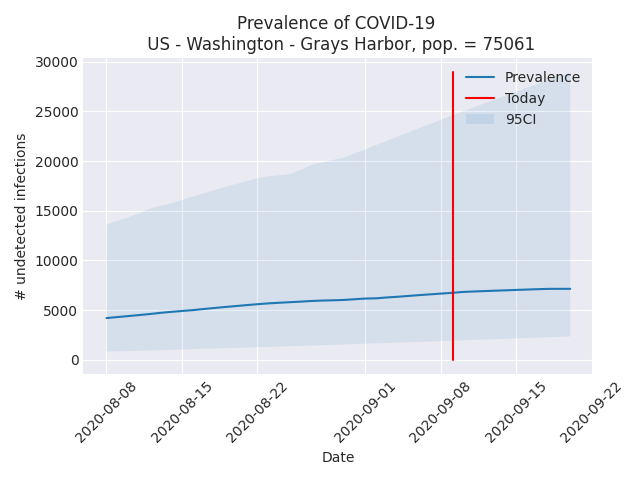 Prevalence of COVID-19
US - Washington - Grays Harbor, pop. = 75061
30000
25000
20000
15000
10000
5000
0
# undetected infections
Prevalence
Today
95CI
2020-08-08
2020-08-15
2020-08-22
2020-09-01
2020-09-08
2020-09-15
2020-09-22
Date